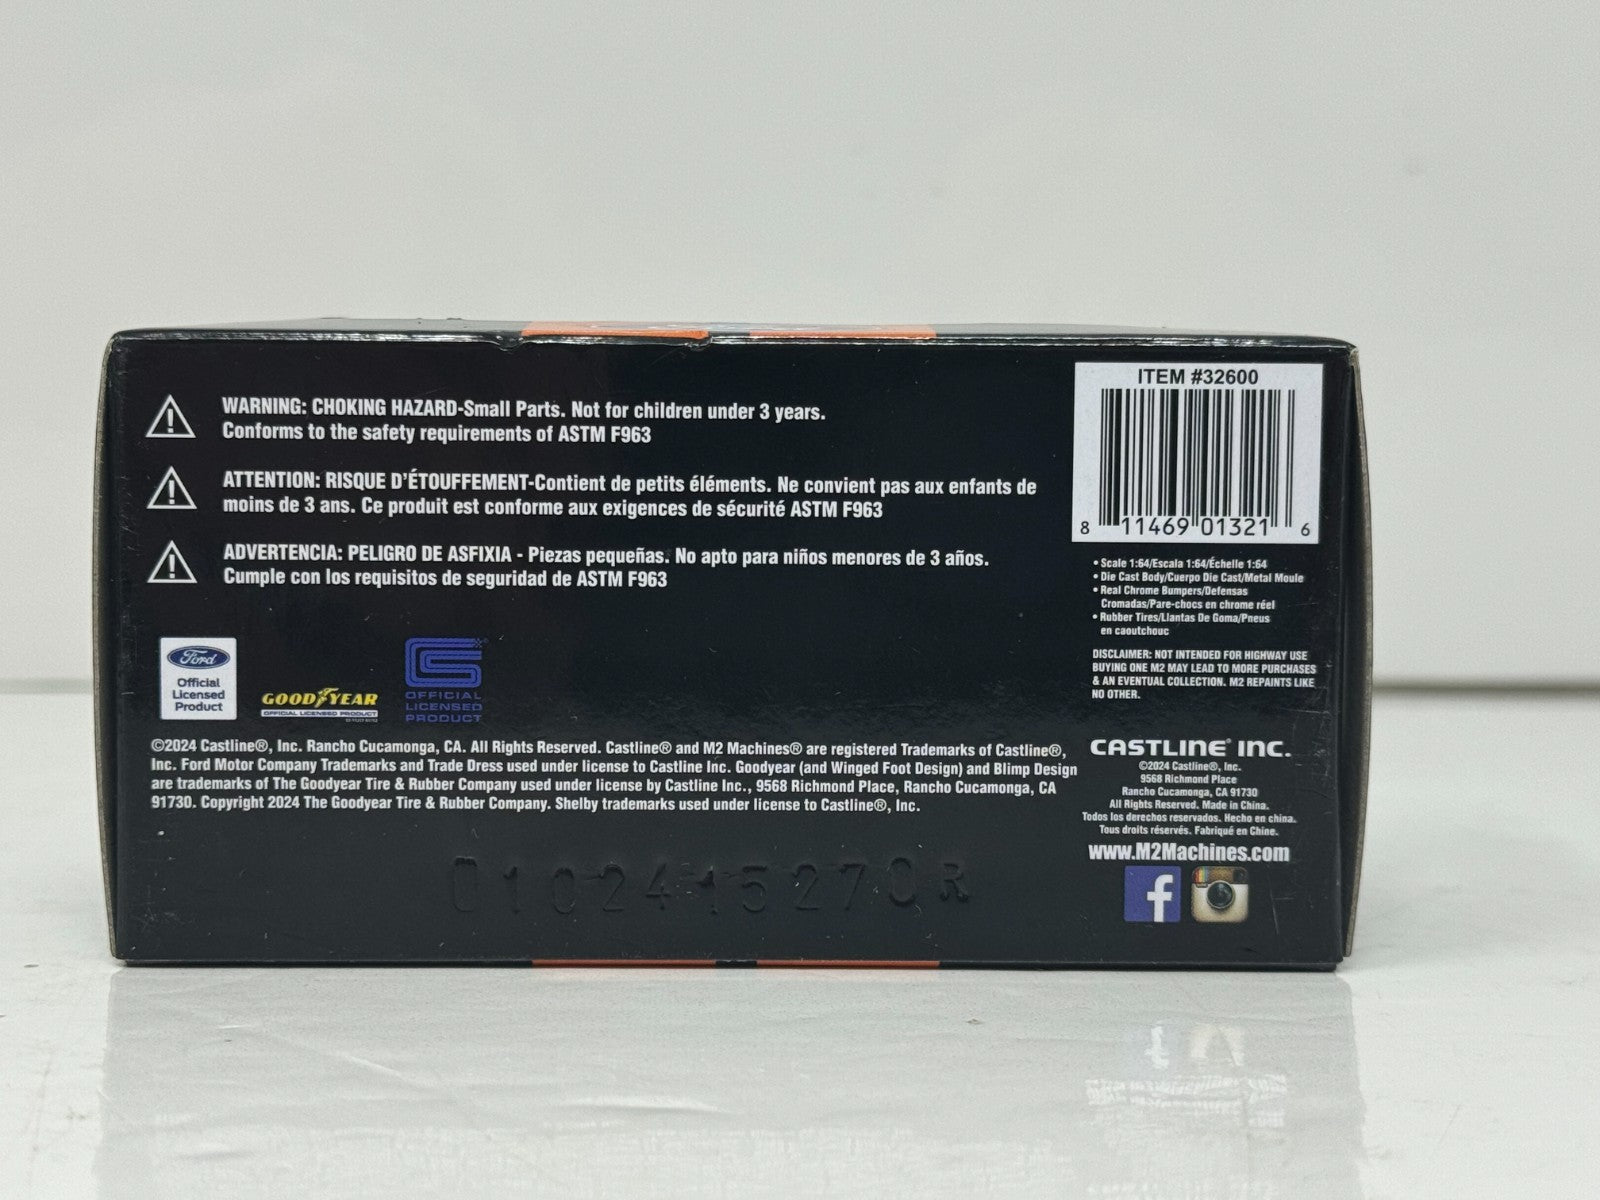 WARNING: CHOKING HAZARD-Small Parts. Not for children under 3 years.
Conforms to the safety requirements of ASTM F963
ATTENTION: RISQUE D'ÉTOUFFEMENT-Contient de petits éléments. Ne convient pas aux enfants de
moins de 3 ans. Ce produit est conforme aux exigences de sécurité ASTM F963
ADVERTENCIA: PELIGRO DE ASFIXIA - Piezas pequeñas. No apto para niños menores de 3 años.
Cumple con los requisitos de seguridad de ASTM F963
Ford
Official
Licensed
Product
GOODYEAR
OFFICIAL LICENSED PRODUCT
OFFICIAL
LICENSED
PRODUCT
©2024 Castline®, Inc. Rancho Cucamonga, CA. All Rights Reserved. Castline® and M2 Machines® are registered Trademarks of Castline®,
Inc. Ford Motor Company Trademarks and Trade Dress used under license to Castline Inc. Goodyear (and Winged Foot Design) and Blimp Design
are trademarks of The Goodyear Tire & Rubber Company used under license by Castline Inc., 9568 Richmond Place, Rancho Cucamonga, CA
91730. Copyright 2024 The Goodyear Tire & Rubber Company. Shelby trademarks used under license to Castline®, Inc.
0102415270R
ITEM #32600
8 11469 01321 6
• Scale 1:64/Escala 1:64/Échelle 1:64
• Die Cast Body/Cuerpo Die Cast/Metal Moule
• Real Chrome Bumpers/Defensas
Cromadas/Pare-chocs en chrome réel
• Rubber Tires/Llantas De Goma/Pneus
en caoutchouc
DISCLAIMER: NOT INTENDED FOR HIGHWAY USE
BUYING ONE M2 MAY LEAD TO MORE PURCHASES
& AN EVENTUAL COLLECTION. M2 REPAINTS LIKE
NO OTHER.
CASTLINE® INC.
©2024 Castline®, Inc.
9568 Richmond Place
Rancho Cucamonga, CA 91730
All Rights Reserved. Made in China.
Todos los derechos reservados. Hecho en china.
Tous droits réservés. Fabriqué en Chine.
www.M2Machines.com
f